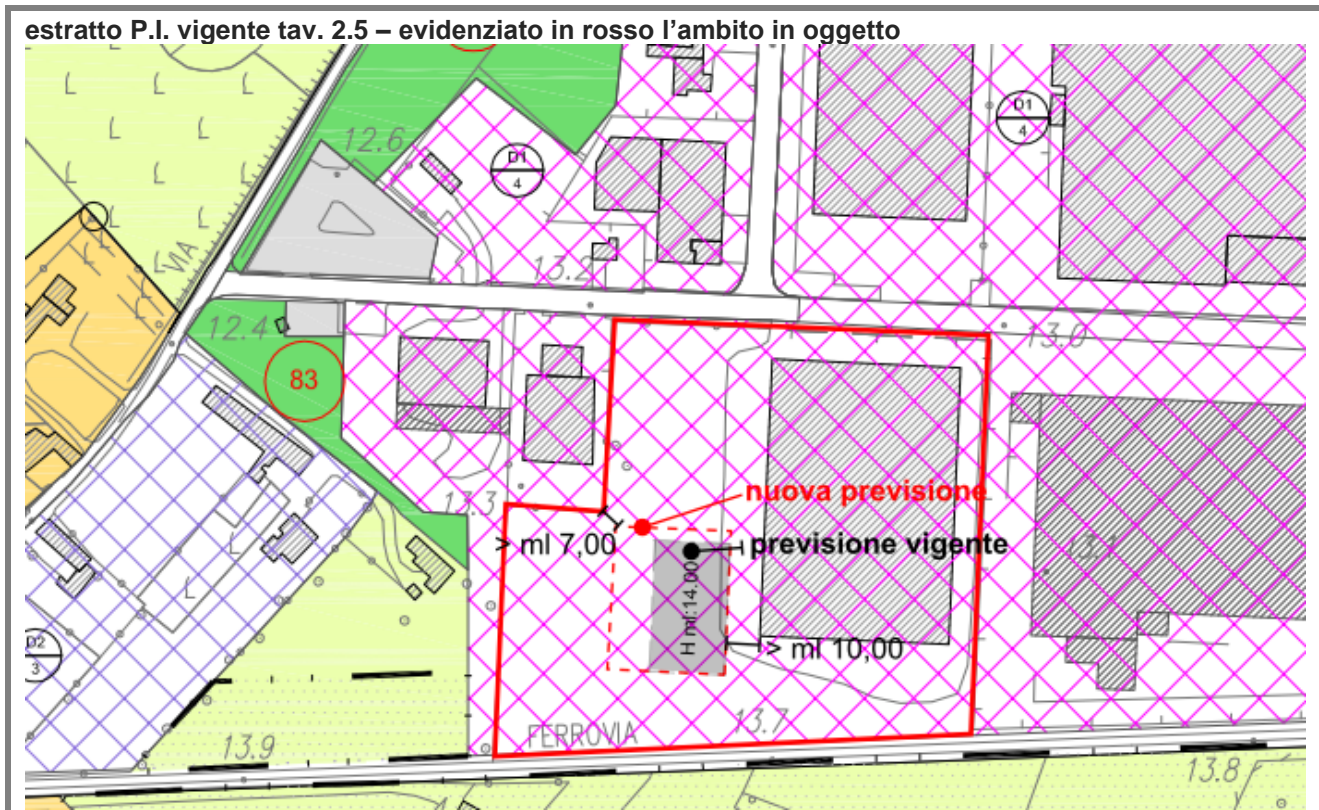 estratto P.I. vigente tav. 2.5 – evidenziato in rosso l'ambito in oggetto
12.6
D1
4
D1
4
VIA
13.2
12.4
13.0
83
13.3
nuova previsione
> ml 7,00
previsione vigente
13.1
H ml:14.00
> ml 10,00
D2
3
FERROVIA
13.7
13.9
13.8